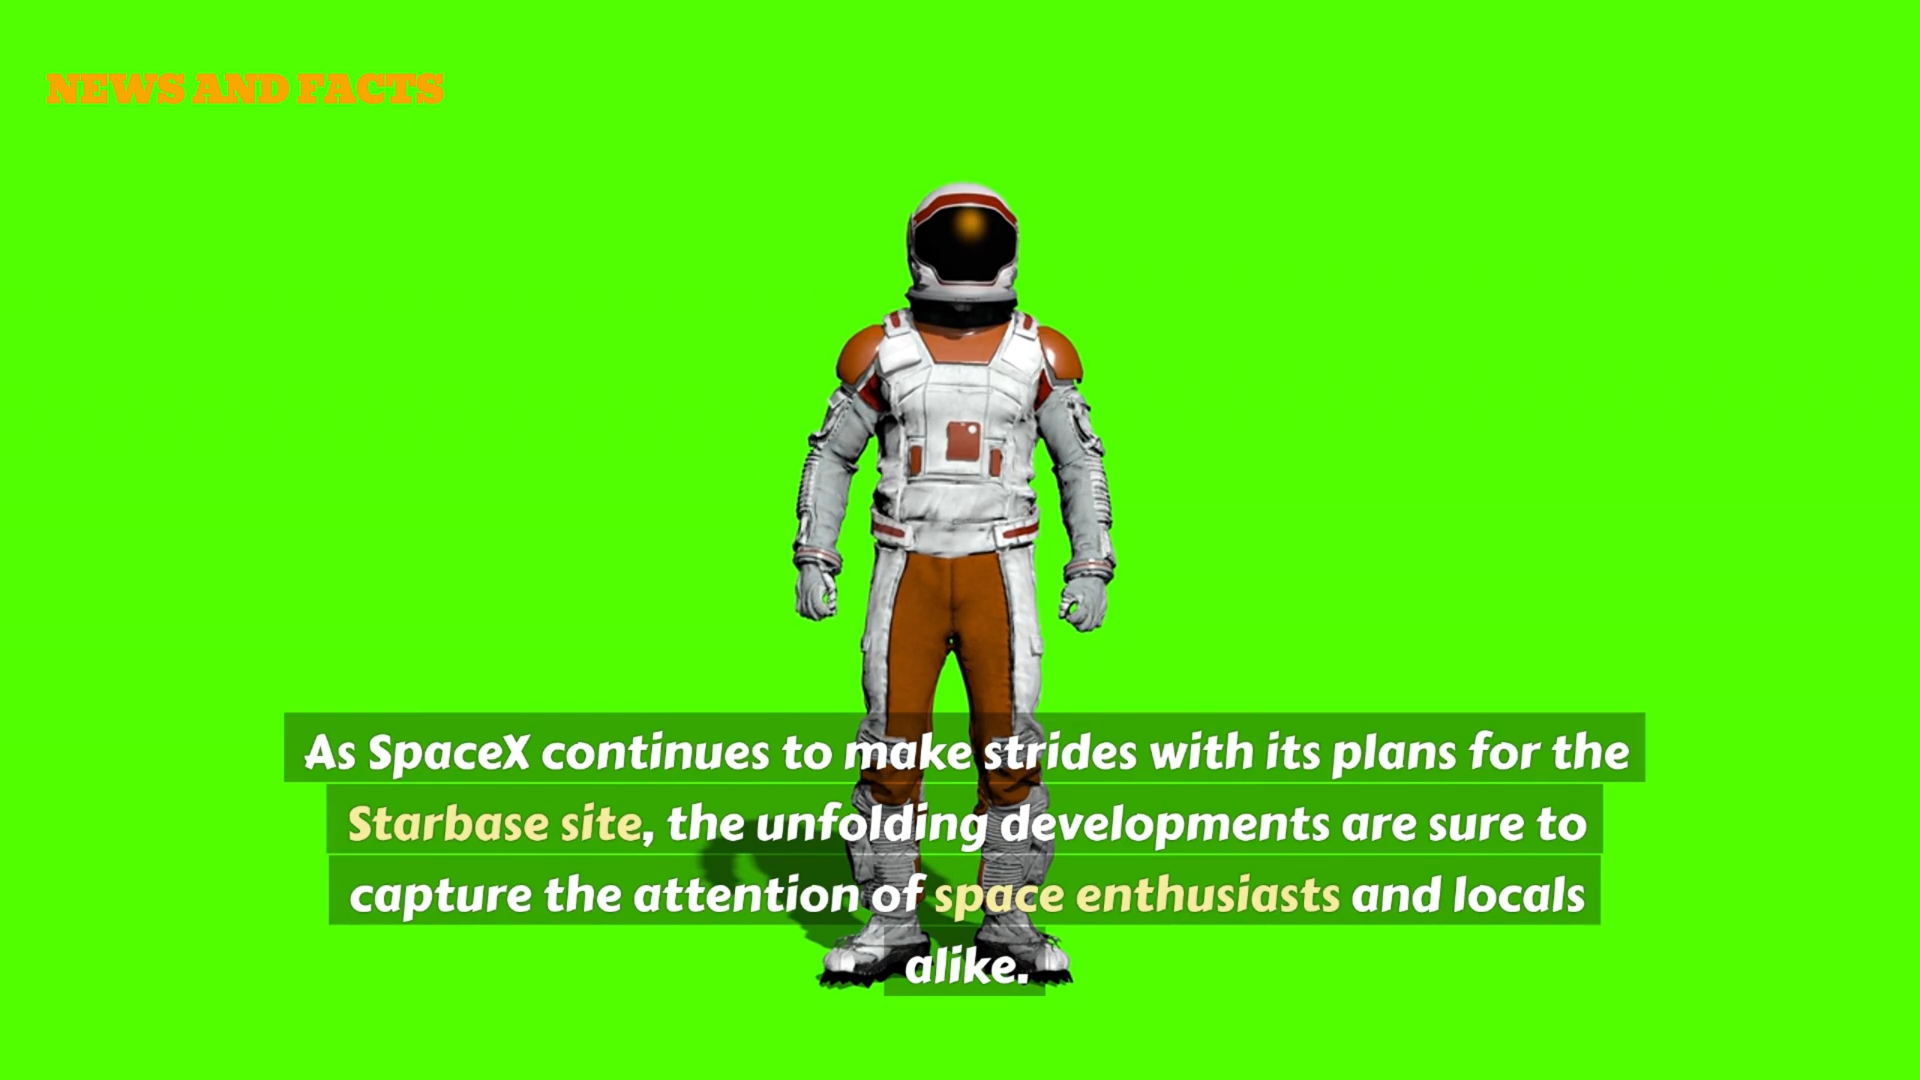 NEWS AND FACTS
As SpaceX continues to make strides with its plans for the
Starbase site, the unfolding developments are sure to
capture the attention of space enthusiasts and locals
alike.